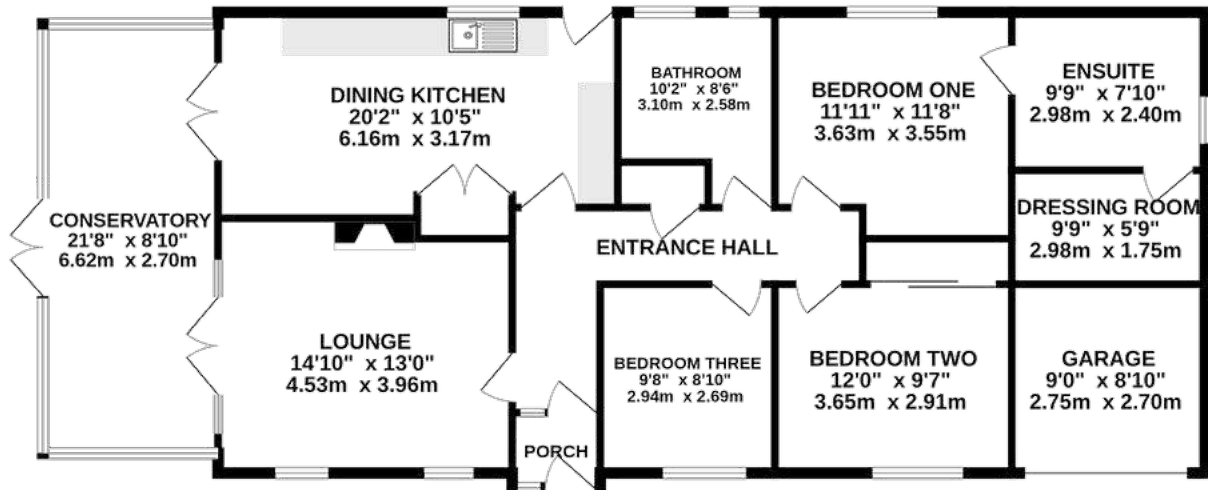 DINING KITCHEN
20'2" x 10'5"
6.16m x 3.17m
BATHROOM
10'2" x 8'6"
3.10m x 2.58m
BEDROOM ONE
11'11" x 11'8"
3.63m x 3.55m
ENSUITE
9'9" x 7'10"
2.98m x 2.40m
CONSERVATORY
21'8" x 8'10"
6.62m x 2.70m
ENTRANCE HALL
DRESSING ROOM
9'9" x 5'9"
2.98m x 1.75m
LOUNGE
14'10" x 13'0"
4.53m x 3.96m
BEDROOM THREE
9'8" x 8'10"
2.94m x 2.69m
BEDROOM TWO
12'0" x 9'7"
3.65m x 2.91m
GARAGE
9'0" x 8'10"
2.75m x 2.70m
PORCH